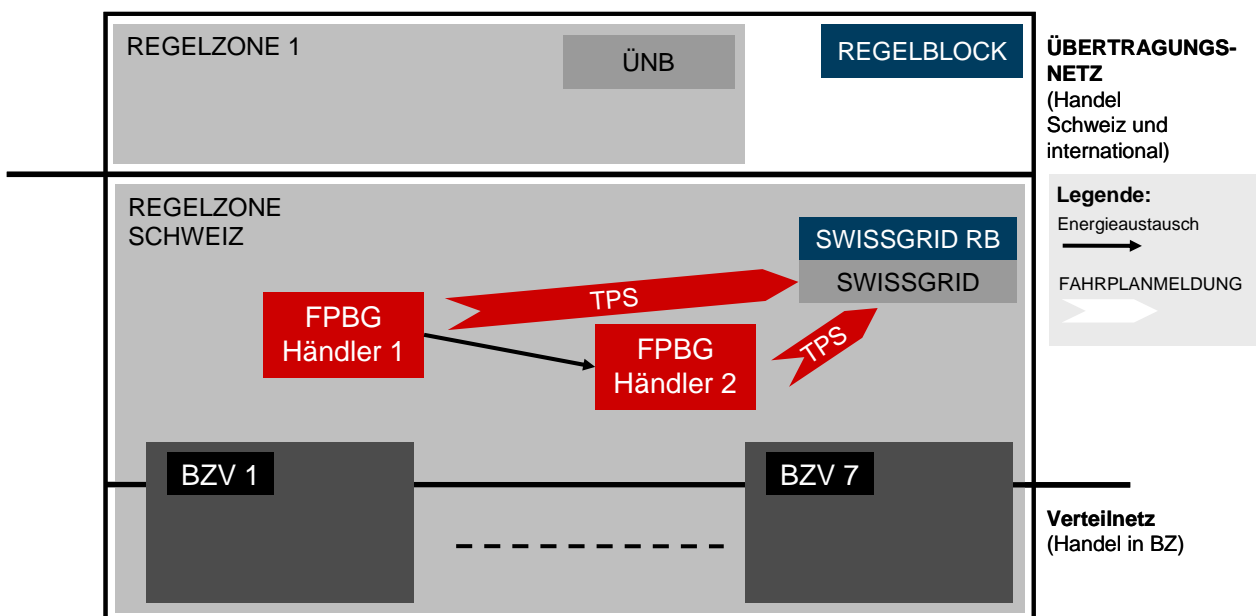 REGELZONE 1
ÜNB
REGELBLOCK
ÜBERTRAGUNGS-
NETZ
(Handel
Schweiz und
international)
Legende:
Energieaustausch
FAHRPLANMELDUNG
REGELZONE
SCHWEIZ
SWISSGRID RB
SWISSGRID
TPS
FPBG
Händler 1
FPBG
Händler 2
TPS
BZV 1
BZV 7
Verteilnetz
(Handel in BZ)